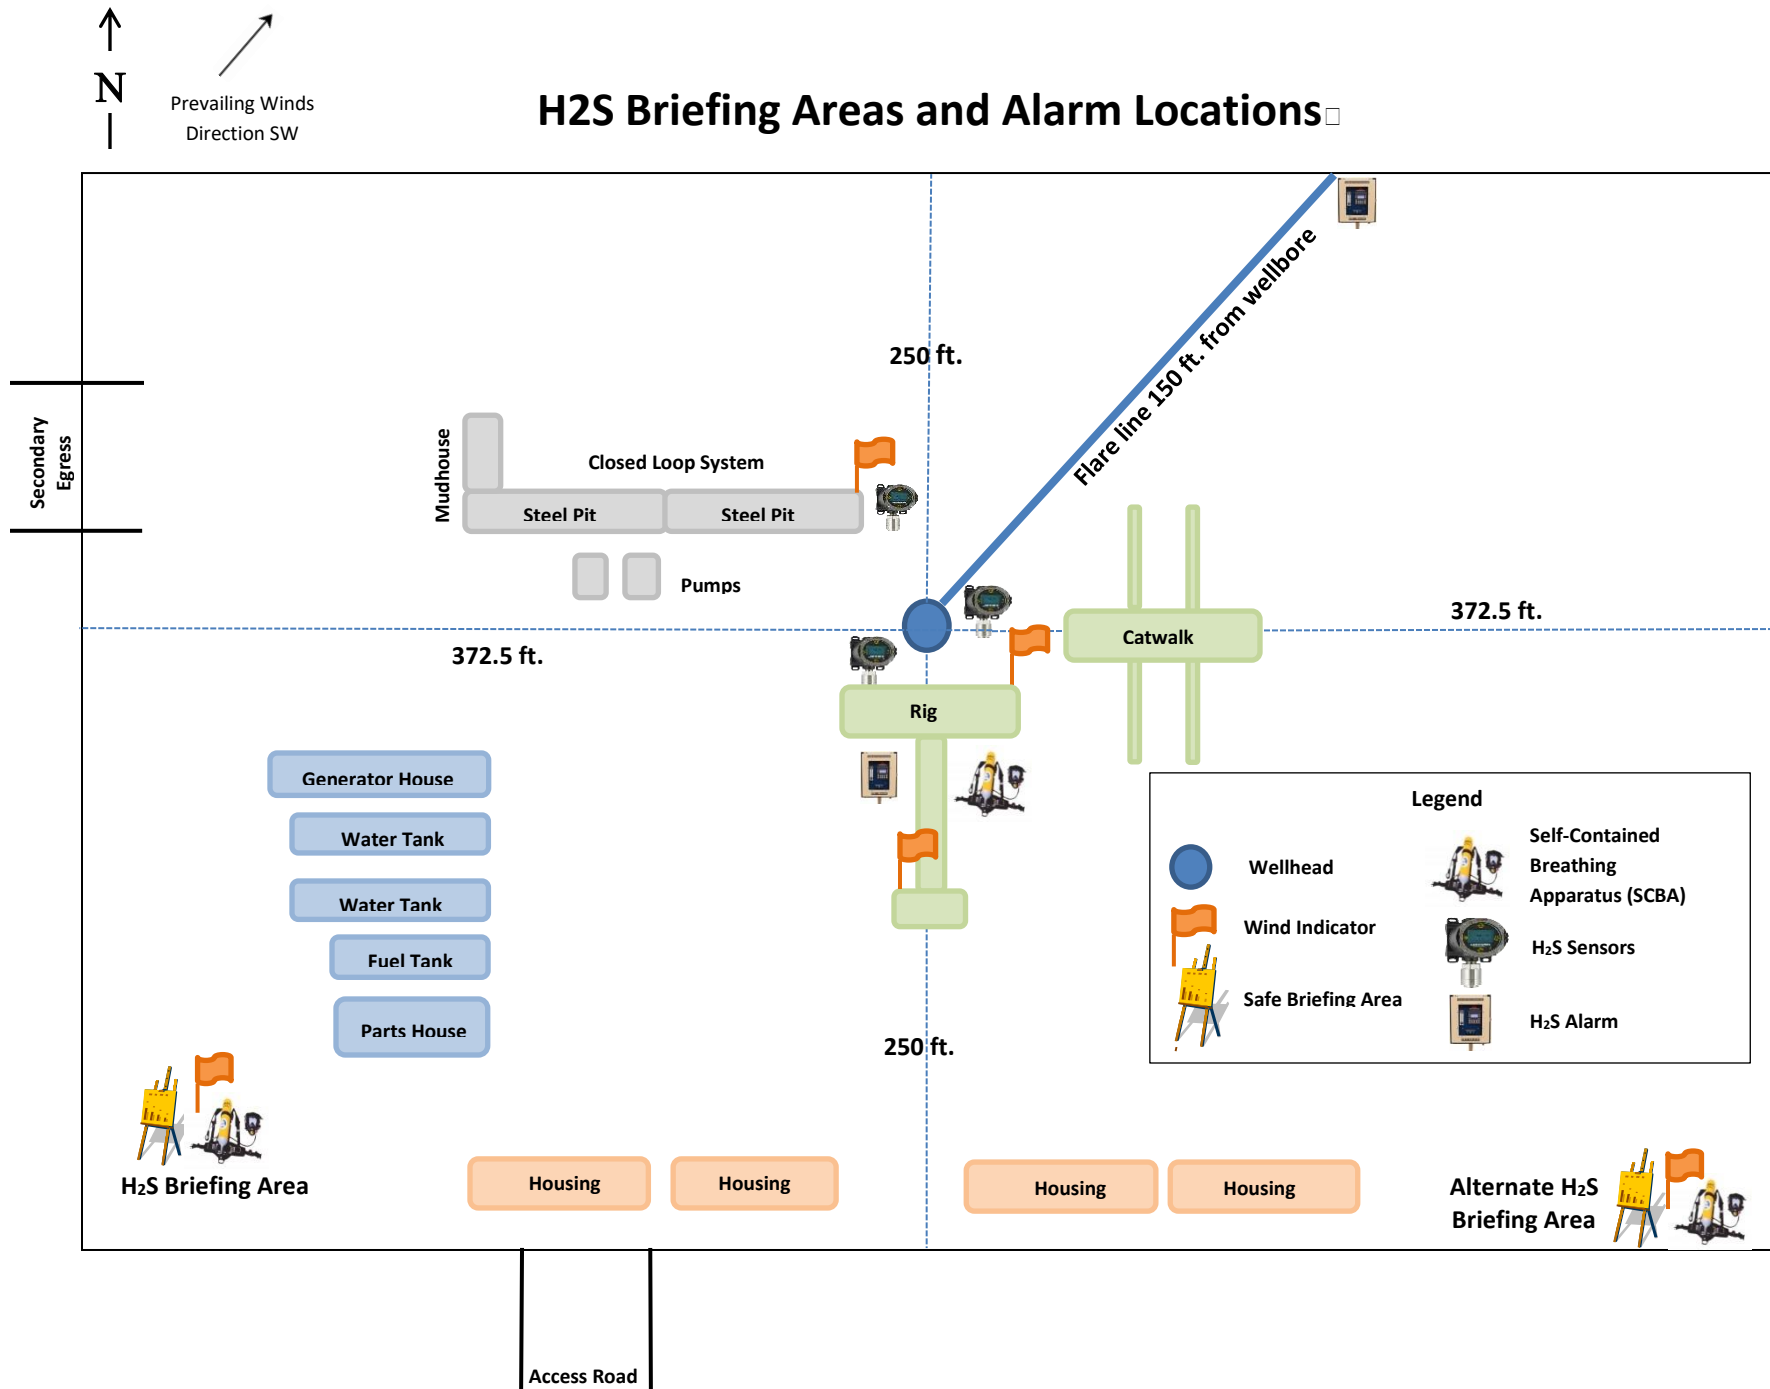 N
Prevailing Winds
Direction SW
H2S Briefing Areas and Alarm Locations□
250 ft.
Flare line 150 ft. from wellbore
Secondary
Egress
Mudhouse
Closed Loop System
Steel Pit
Steel Pit
Pumps
372.5 ft.
372.5 ft.
Catwalk
Rig
Generator House
Water Tank
Water Tank
Fuel Tank
Parts House
250 ft.
Legend
Wellhead
Wind Indicator
Safe Briefing Area
Self-Contained
Breathing
Apparatus (SCBA)
H₂S Sensors
H₂S Alarm
H₂S Briefing Area
Housing
Housing
Housing
Housing
Alternate H₂S
Briefing Area
Access Road